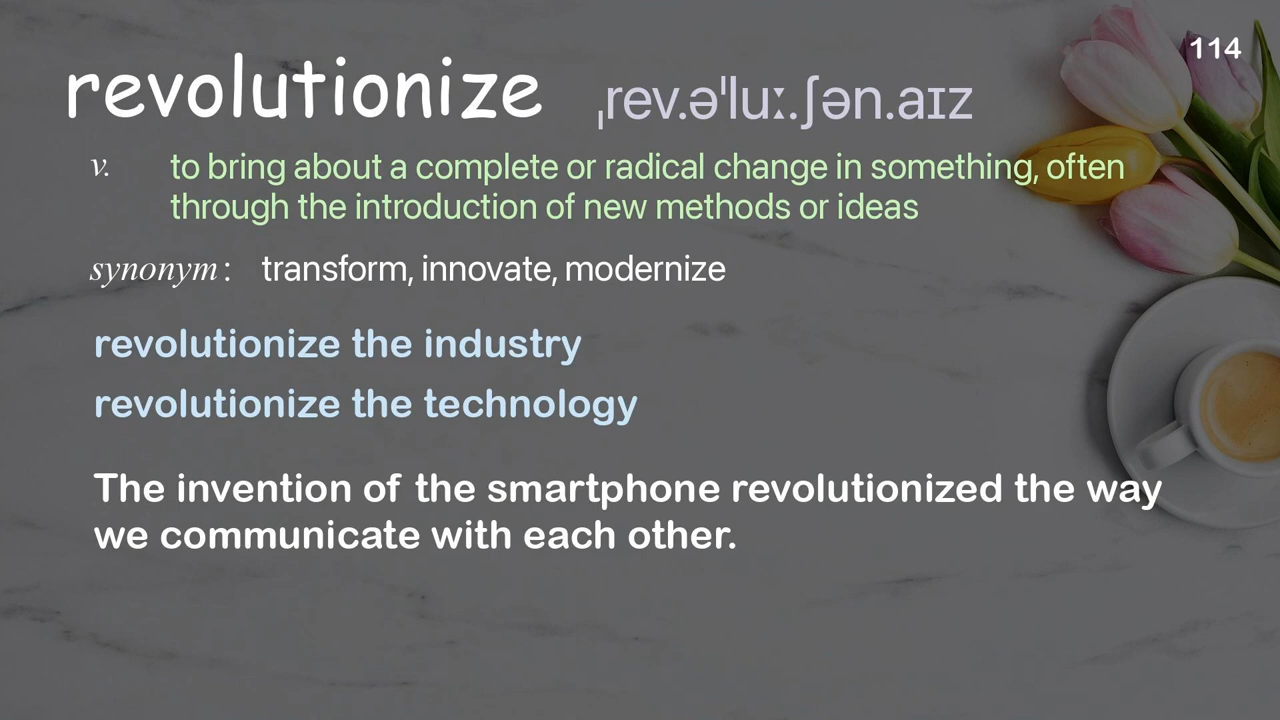 114
revolutionize ˌrev.əˈluː.ʃən.aɪz
v. to bring about a complete or radical change in something, often
through the introduction of new methods or ideas
synonym: transform, innovate, modernize
revolutionize the industry
revolutionize the technology
The invention of the smartphone revolutionized the way
we communicate with each other.